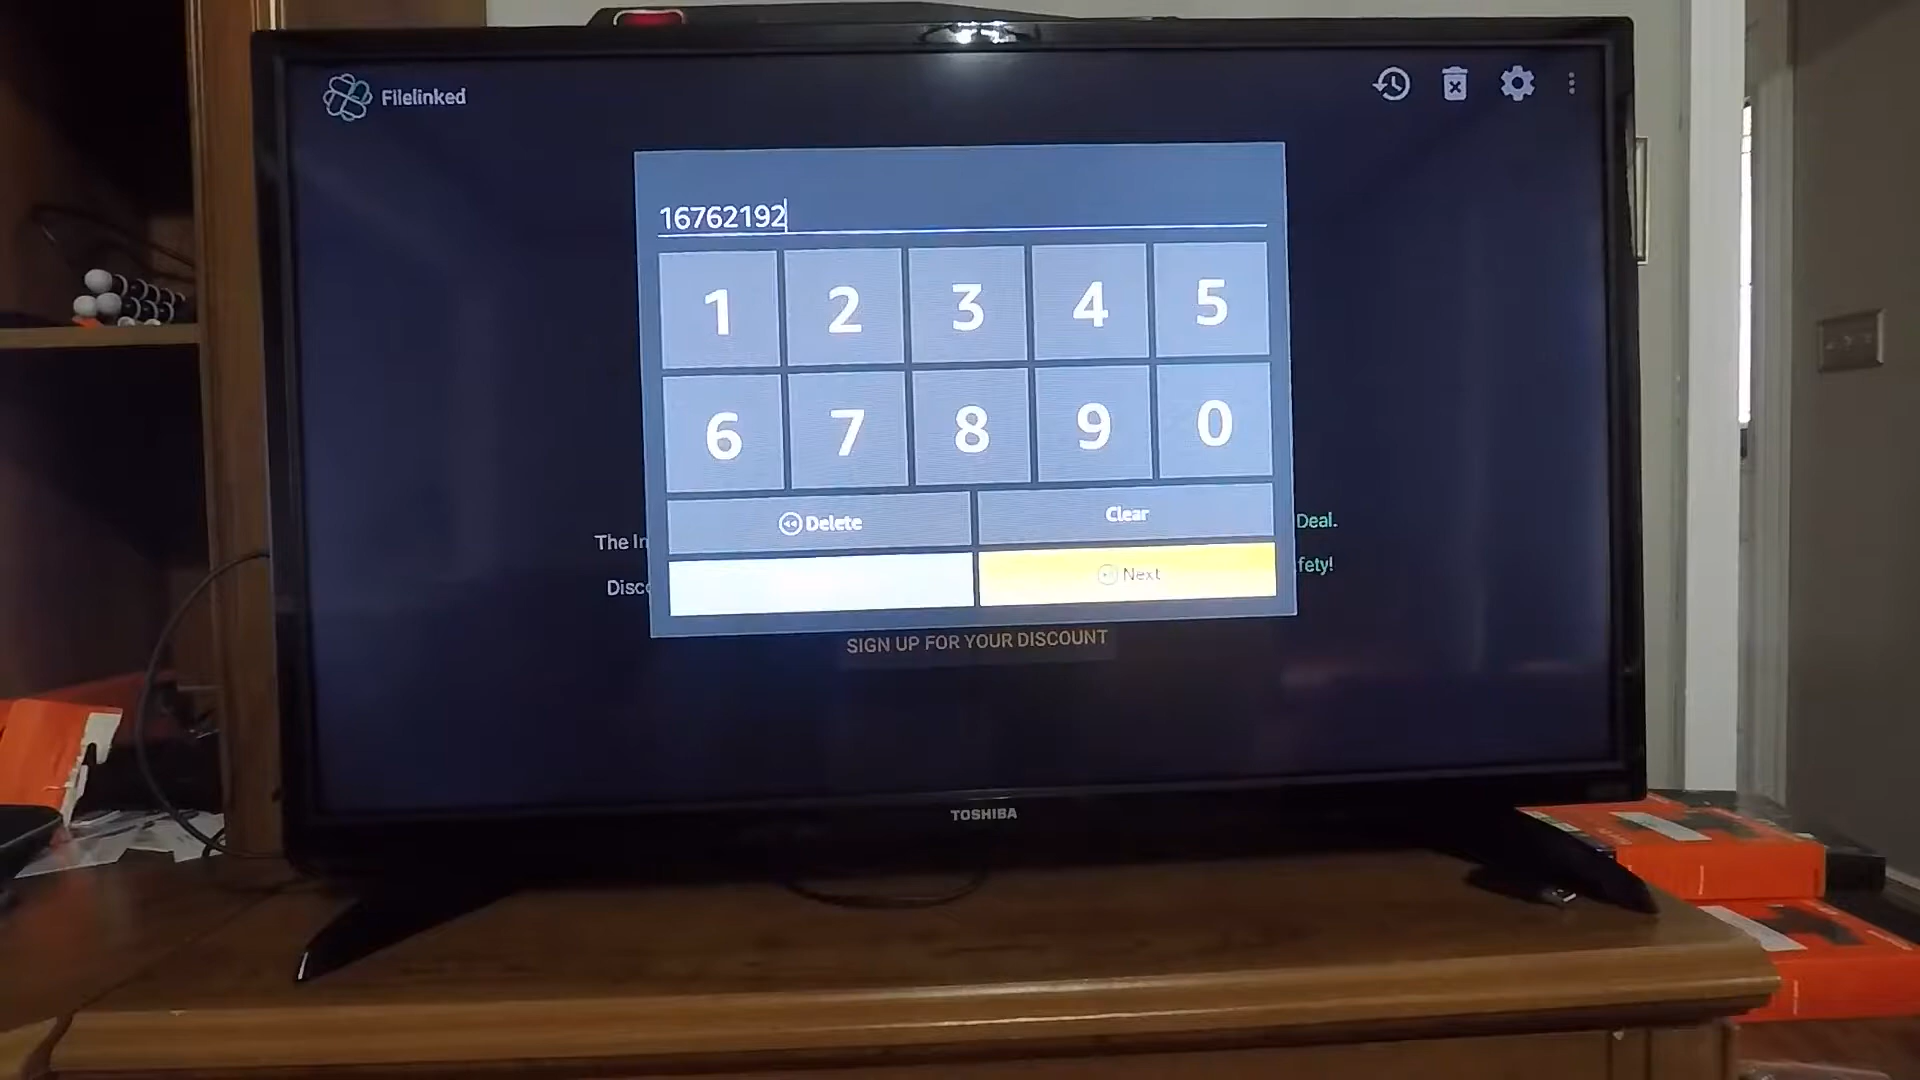 Filelinked
16762192
1 2 3 4 5
6 7 8 9 0
Delete Clear
Next
The In
Deal.
Disco
fety!
SIGN UP FOR YOUR DISCOUNT
TOSHIBA